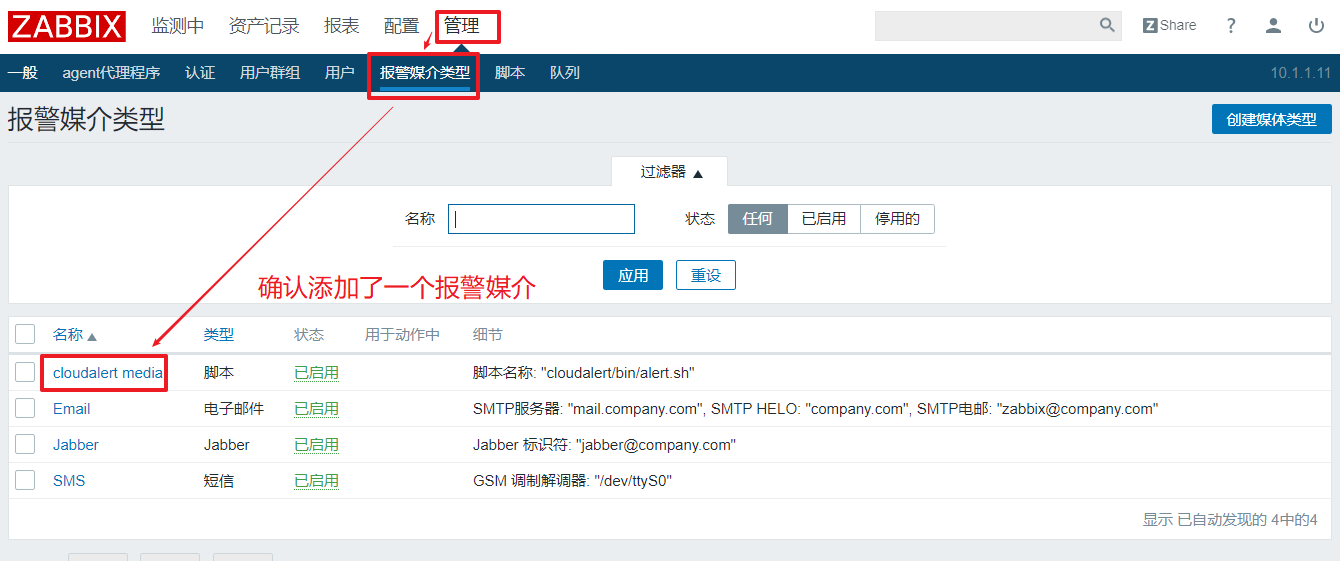 ZABBIX 监测中 资产记录 报表 配置 管理 Z Share ?
一般 agent代理程序 认证 用户群组 用户 报警媒介类型 脚本 队列 10.1.1.11
报警媒介类型 创建媒体类型
过滤器 ▲
名称 状态 任何 已启用 停用的
应用 重设
确认添加了一个报警媒介
名称 ▲ 类型 状态 用于动作中 细节
cloudalert media 脚本 已启用 脚本名称: "cloudalert/bin/alert.sh"
Email 电子邮件 已启用 SMTP服务器: "mail.company.com", SMTP HELO: "company.com", SMTP电邮: "zabbix@company.com"
Jabber Jabber 已启用 Jabber 标识符: "jabber@company.com"
SMS 短信 已启用 GSM 调制解调器: "/dev/ttyS0"
显示 已自动发现的 4中的4